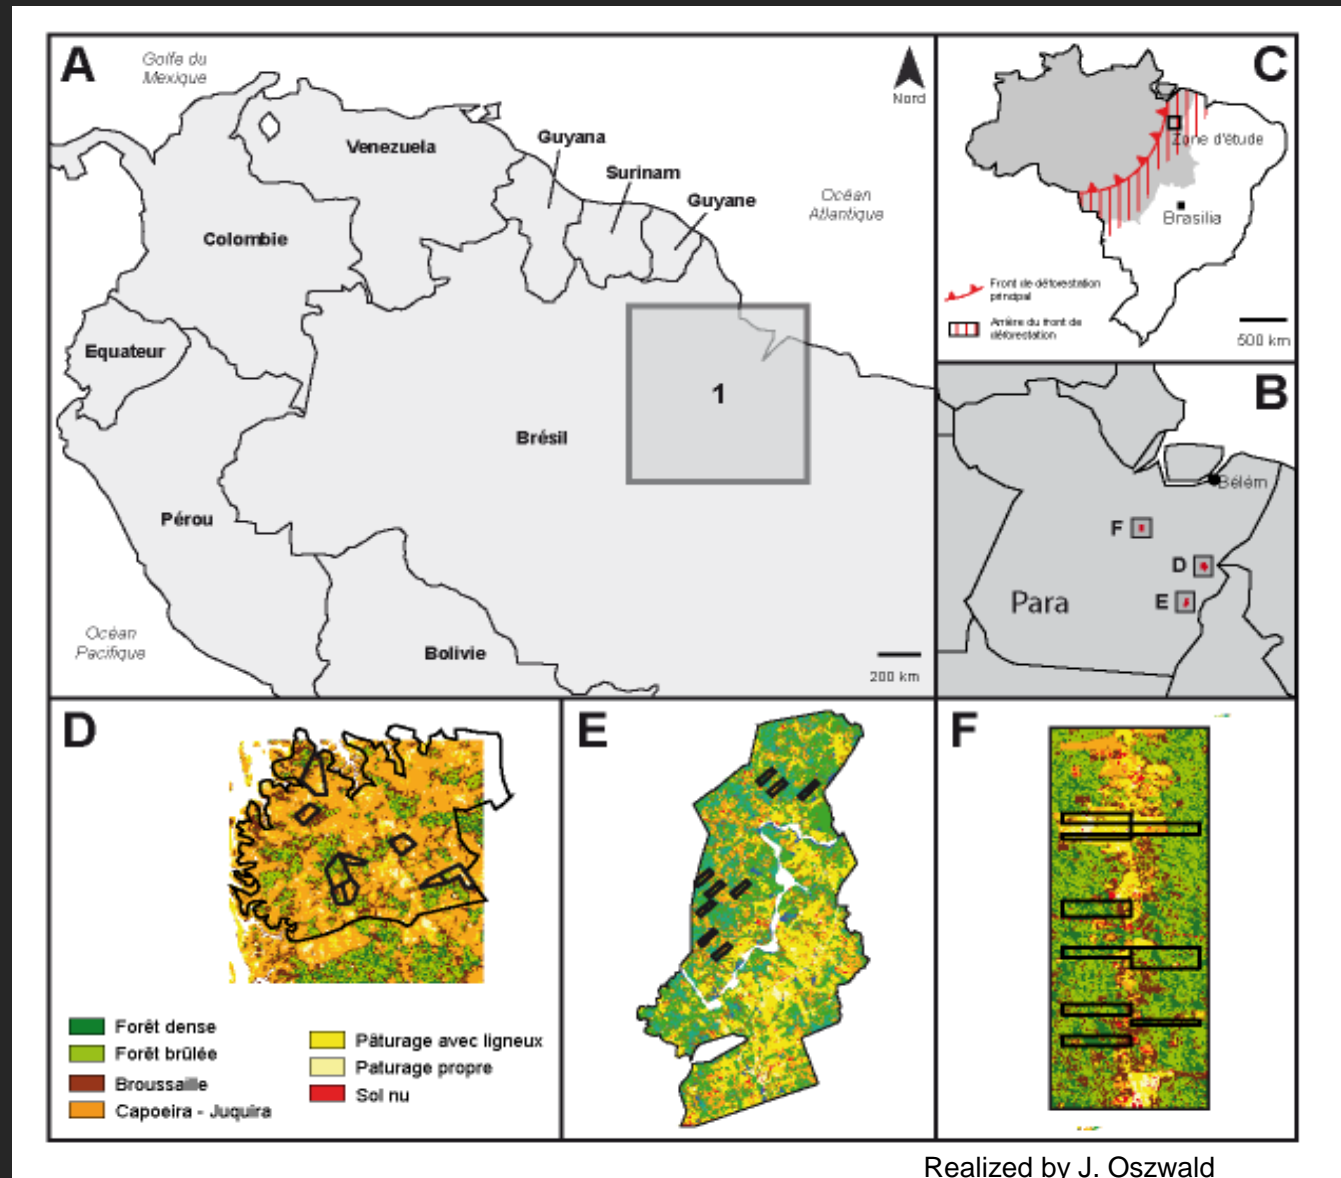 A
Golfe du
Mexique
Nord
Venezuela
Guyana
Surinam
Guyane
Océan
Atlantique
Colombie
Equateur
1
Brésil
Pérou
Océan
Pacifique
Bolivie
200 km
C
Zone d'étude
Brasilia
Front de déforestation
principal
Arrière du front de
déforestation
500 km
B
Bélém
F
D
E
Para
D
Forêt dense
Forêt brûlée
Broussaille
Capoeira - Juquira
Pâturage avec ligneux
Paturage propre
Sol nu
E
F
Realized by J. Oszwald